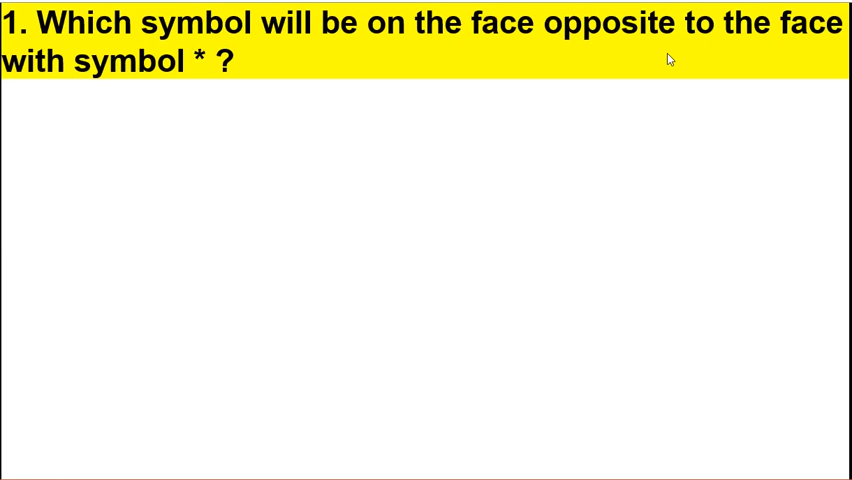 1. Which symbol will be on the face opposite to the face
with symbol * ?